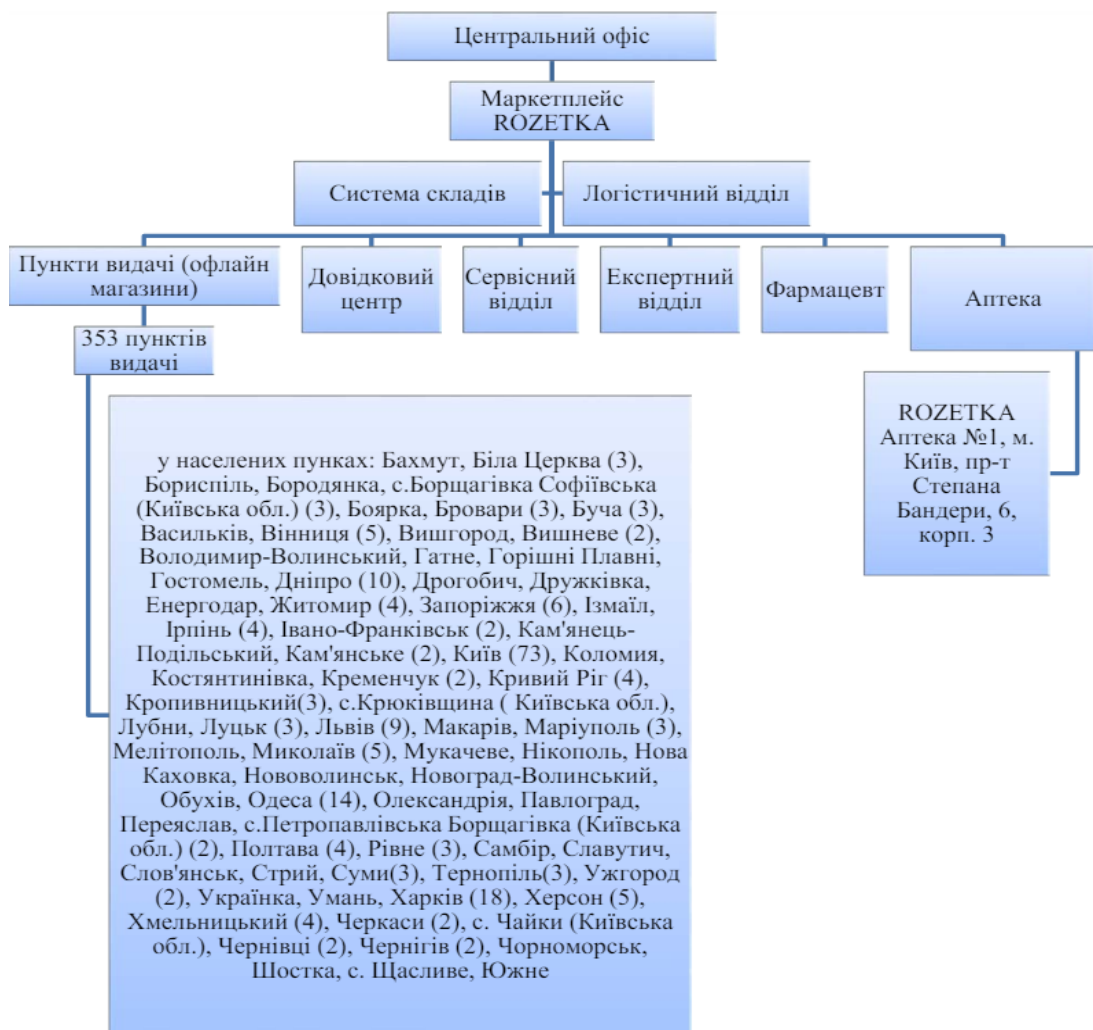 Центральний офіс
Маркетплейс
ROZETKA
Система складів
Логістичний відділ
Пункти видачі (офлайн
магазини)
Довідковий
центр
Сервісний
відділ
Експертний
відділ
Фармацевт
Аптека
353 пунктів
видачі
ROZETKA
Аптека №1, м.
Київ, пр-т
Степана
Бандери, 6,
корп. 3
у населених пунках: Бахмут, Біла Церква (3),
Бориспіль, Бородянка, с.Борщагівка Софіївська
(Київська обл.) (3), Боярка, Бровари (3), Буча (3),
Васильків, Вінниця (5), Вишгород, Вишневе (2),
Володимир-Волинський, Гатне, Горішні Плавні,
Гостомель, Дніпро (10), Дрогобич, Дружківка,
Енергодар, Житомир (4), Запоріжжя (6), Ізмаїл,
Ірпінь (4), Івано-Франківськ (2), Кам'янець-
Подільський, Кам'янське (2), Київ (73), Коломия,
Костянтинівка, Кременчук (2), Кривий Ріг (4),
Кропивницький(3), с.Крюківщина ( Київська обл.),
Лубни, Луцьк (3), Львів (9), Макарів, Маріуполь (3),
Мелітополь, Миколаїв (5), Мукачеве, Нікополь, Нова
Каховка, Нововолинськ, Новоград-Волинський,
Обухів, Одеса (14), Олександрія, Павлоград,
Переяслав, с.Петропавлівська Борщагівка (Київська
обл.) (2), Полтава (4), Рівне (3), Самбір, Славутич,
Слов'янськ, Стрий, Суми(3), Тернопіль(3), Ужгород
(2), Українка, Умань, Харків (18), Херсон (5),
Хмельницький (4), Черкаси (2), с. Чайки (Київська
обл.), Чернівці (2), Чернігів (2), Чорноморськ,
Шостка, с. Щасливе, Южне